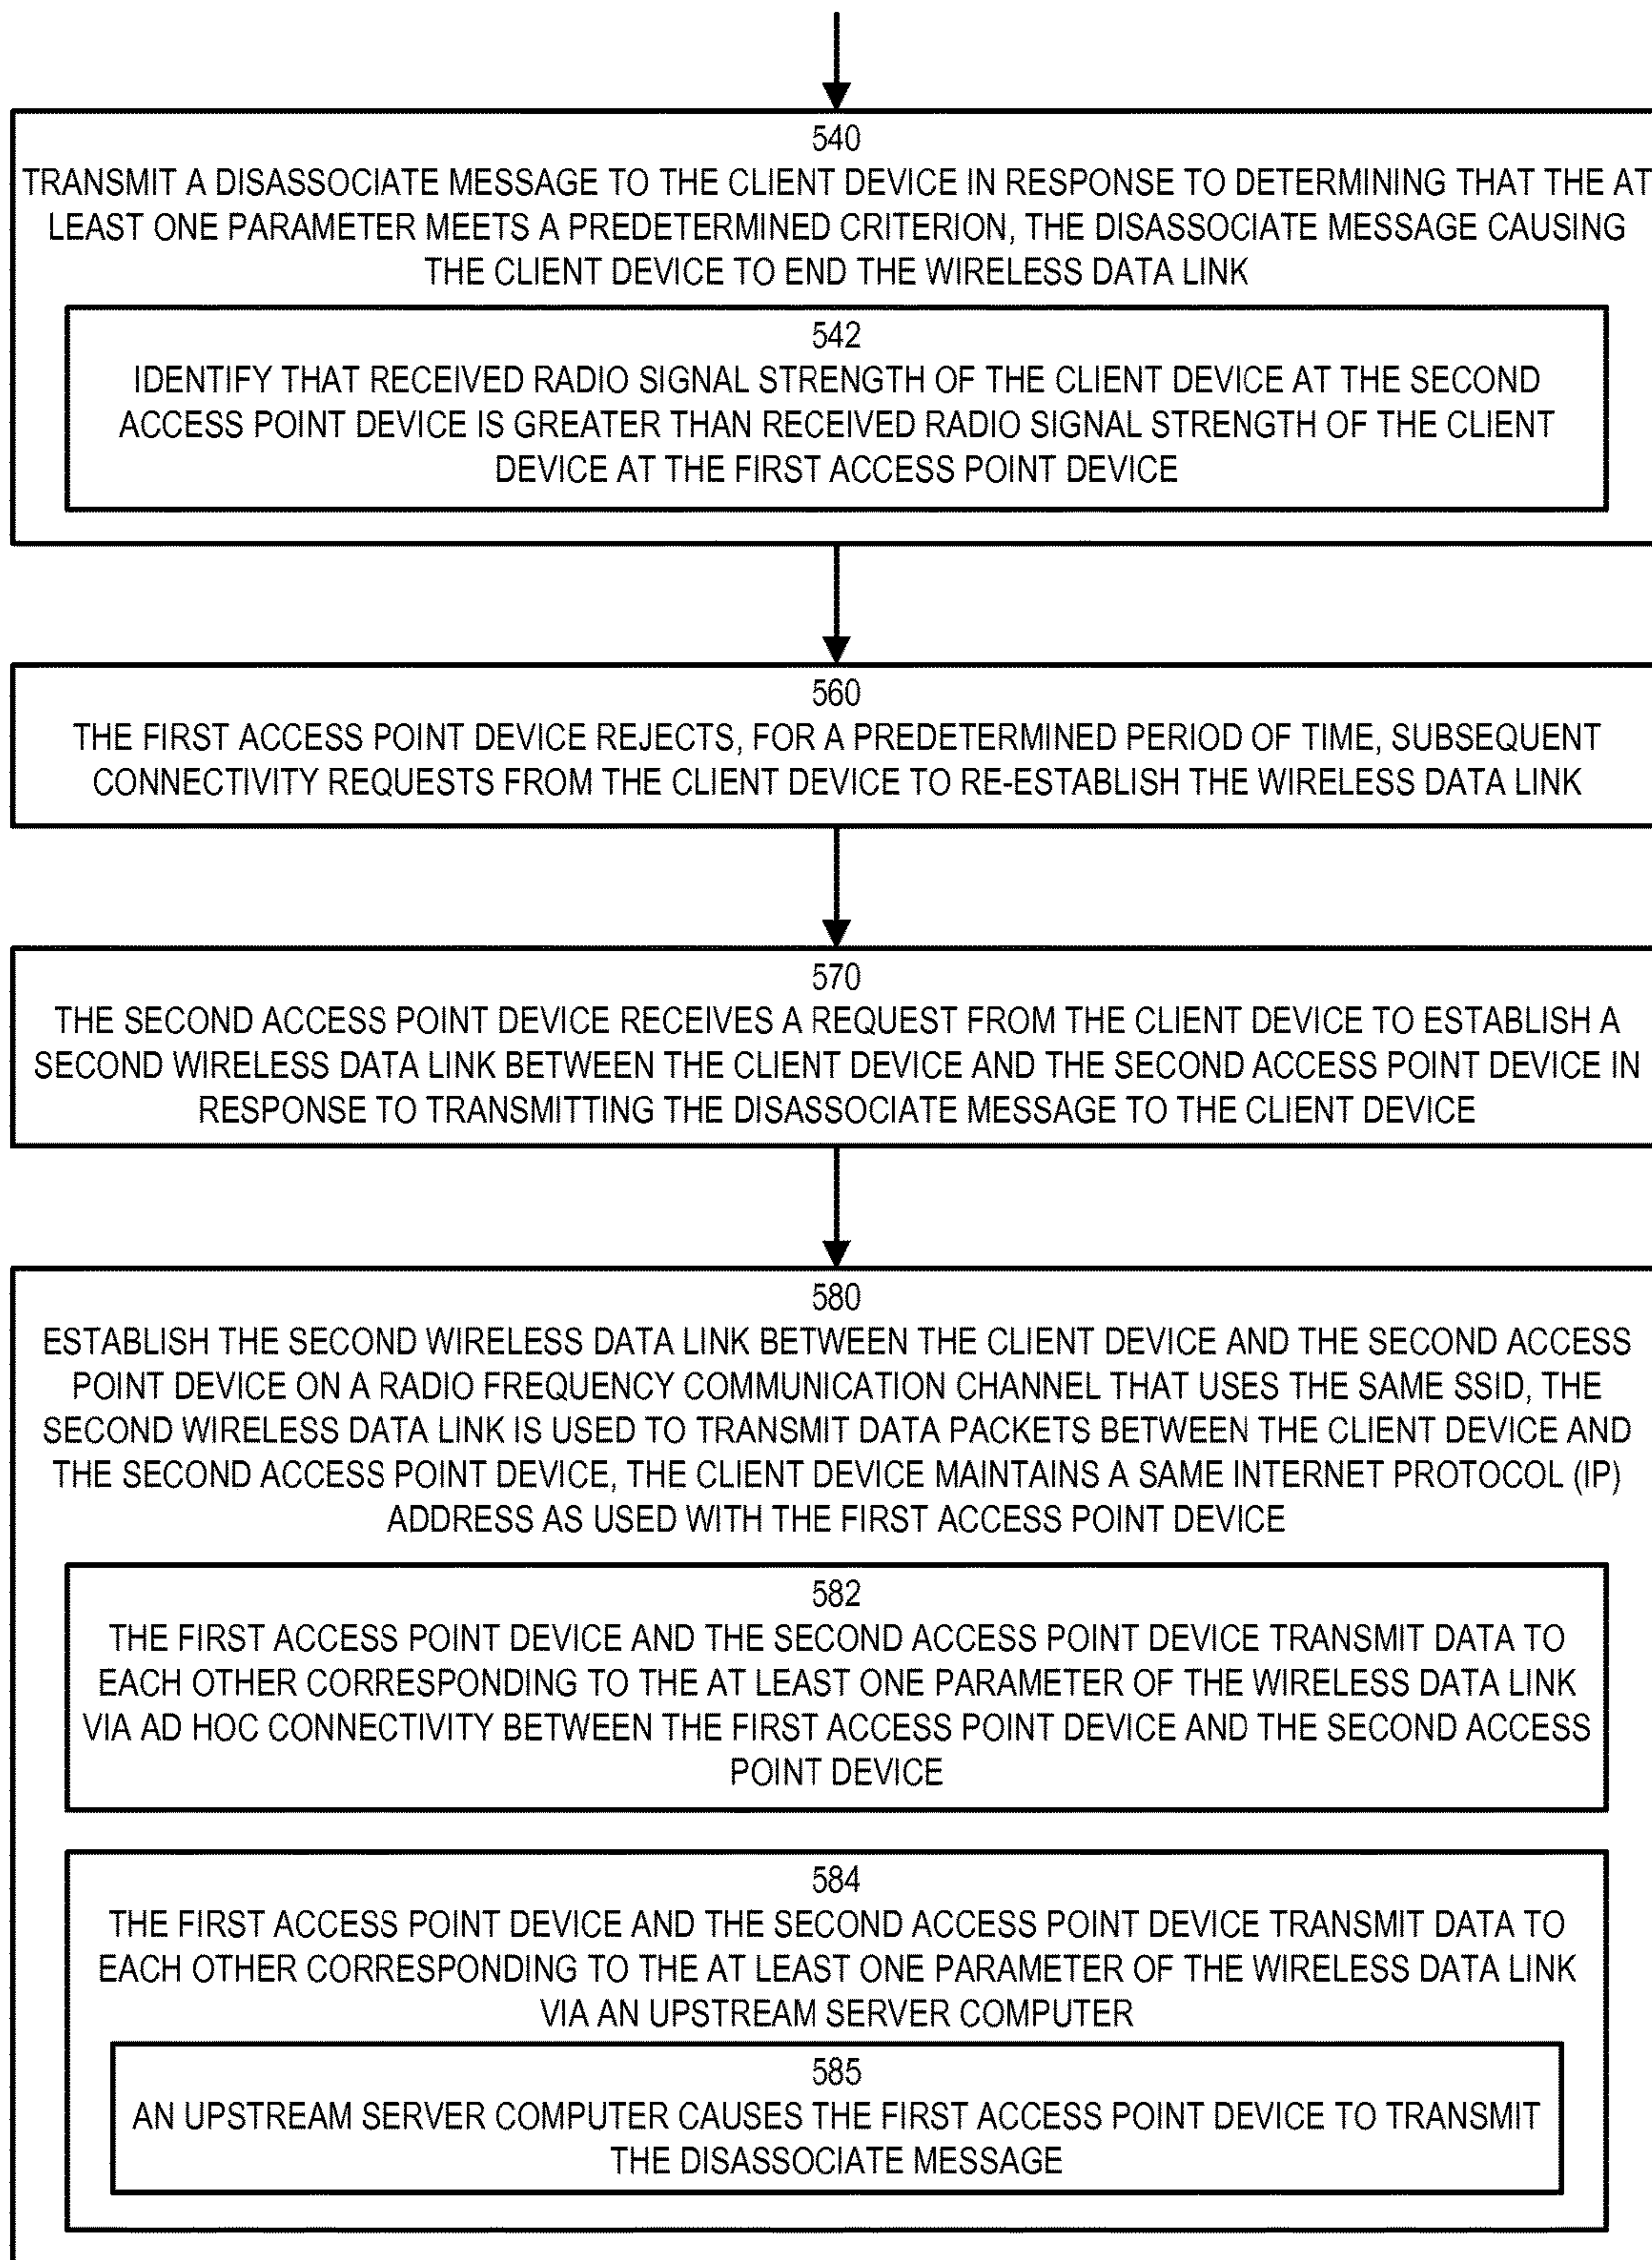 540
TRANSMIT A DISASSOCIATE MESSAGE TO THE CLIENT DEVICE IN RESPONSE TO DETERMINING THAT THE AT
LEAST ONE PARAMETER MEETS A PREDETERMINED CRITERION, THE DISASSOCIATE MESSAGE CAUSING
THE CLIENT DEVICE TO END THE WIRELESS DATA LINK
542
IDENTIFY THAT RECEIVED RADIO SIGNAL STRENGTH OF THE CLIENT DEVICE AT THE SECOND
ACCESS POINT DEVICE IS GREATER THAN RECEIVED RADIO SIGNAL STRENGTH OF THE CLIENT
DEVICE AT THE FIRST ACCESS POINT DEVICE
560
THE FIRST ACCESS POINT DEVICE REJECTS, FOR A PREDETERMINED PERIOD OF TIME, SUBSEQUENT
CONNECTIVITY REQUESTS FROM THE CLIENT DEVICE TO RE-ESTABLISH THE WIRELESS DATA LINK
570
THE SECOND ACCESS POINT DEVICE RECEIVES A REQUEST FROM THE CLIENT DEVICE TO ESTABLISH A
SECOND WIRELESS DATA LINK BETWEEN THE CLIENT DEVICE AND THE SECOND ACCESS POINT DEVICE IN
RESPONSE TO TRANSMITTING THE DISASSOCIATE MESSAGE TO THE CLIENT DEVICE
580
ESTABLISH THE SECOND WIRELESS DATA LINK BETWEEN THE CLIENT DEVICE AND THE SECOND ACCESS
POINT DEVICE ON A RADIO FREQUENCY COMMUNICATION CHANNEL THAT USES THE SAME SSID, THE
SECOND WIRELESS DATA LINK IS USED TO TRANSMIT DATA PACKETS BETWEEN THE CLIENT DEVICE AND
THE SECOND ACCESS POINT DEVICE, THE CLIENT DEVICE MAINTAINS A SAME INTERNET PROTOCOL (IP)
ADDRESS AS USED WITH THE FIRST ACCESS POINT DEVICE
582
THE FIRST ACCESS POINT DEVICE AND THE SECOND ACCESS POINT DEVICE TRANSMIT DATA TO
EACH OTHER CORRESPONDING TO THE AT LEAST ONE PARAMETER OF THE WIRELESS DATA LINK
VIA AD HOC CONNECTIVITY BETWEEN THE FIRST ACCESS POINT DEVICE AND THE SECOND ACCESS
POINT DEVICE
584
THE FIRST ACCESS POINT DEVICE AND THE SECOND ACCESS POINT DEVICE TRANSMIT DATA TO
EACH OTHER CORRESPONDING TO THE AT LEAST ONE PARAMETER OF THE WIRELESS DATA LINK
VIA AN UPSTREAM SERVER COMPUTER
585
AN UPSTREAM SERVER COMPUTER CAUSES THE FIRST ACCESS POINT DEVICE TO TRANSMIT
THE DISASSOCIATE MESSAGE